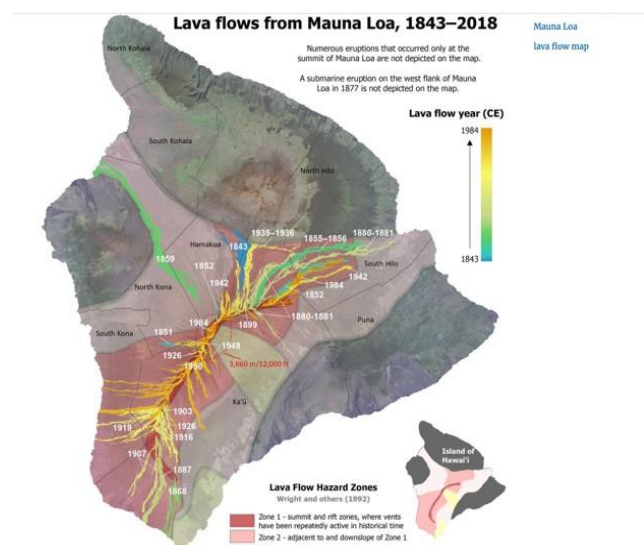 Lava flows from Mauna Loa, 1843–2018
Mauna Loa
lava flow map
Numerous eruptions that occurred only at the
summit of Mauna Loa are not depicted on the
map.
A submarine eruption on the west flank of Mauna
Loa in 1877 is not depicted on the map.
Lava flow year (CE)
1984
1843
North Kohala
South Kohala
North Hilo
Hamakua
1935–1936
1855–1856
1880-1881
1843
1859
1852
1942
South Hilo
1942
1984
1852
North Kona
1880-1881
Puna
1984
1899
South Kona
1851
1949
1926
3,660 m/12,000 ft
1950
Ka'ū
1903
1919
1926
1916
1907
1887
1868
Island of
Hawai'i
Lava Flow Hazard Zones
Wright and others (1992)
Zone 1 - summit and rift zones, where vents
have been repeatedly active in historical time
Zone 2 - adjacent to and downslope of Zone 1